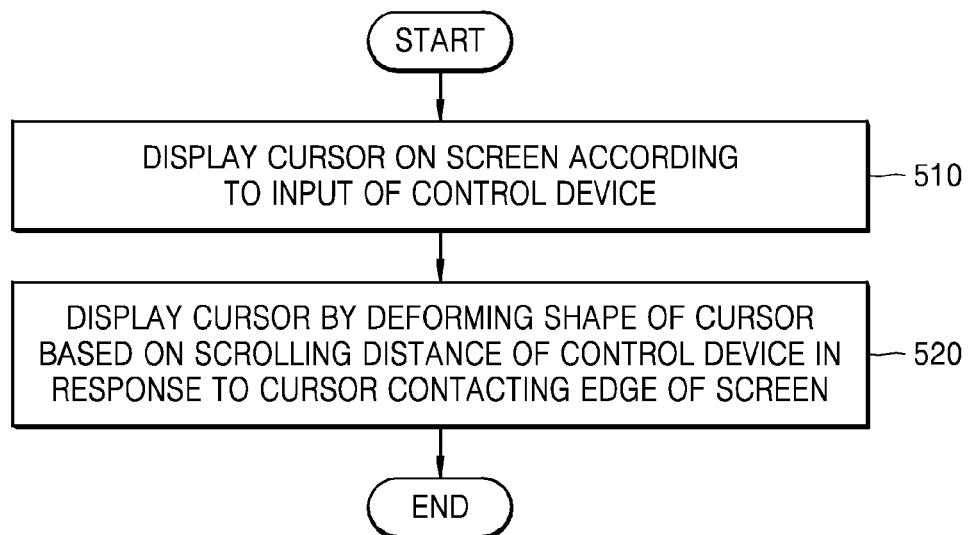 START
DISPLAY CURSOR ON SCREEN ACCORDING
TO INPUT OF CONTROL DEVICE
510
DISPLAY CURSOR BY DEFORMING SHAPE OF CURSOR
BASED ON SCROLLING DISTANCE OF CONTROL DEVICE IN
RESPONSE TO CURSOR CONTACTING EDGE OF SCREEN
520
END